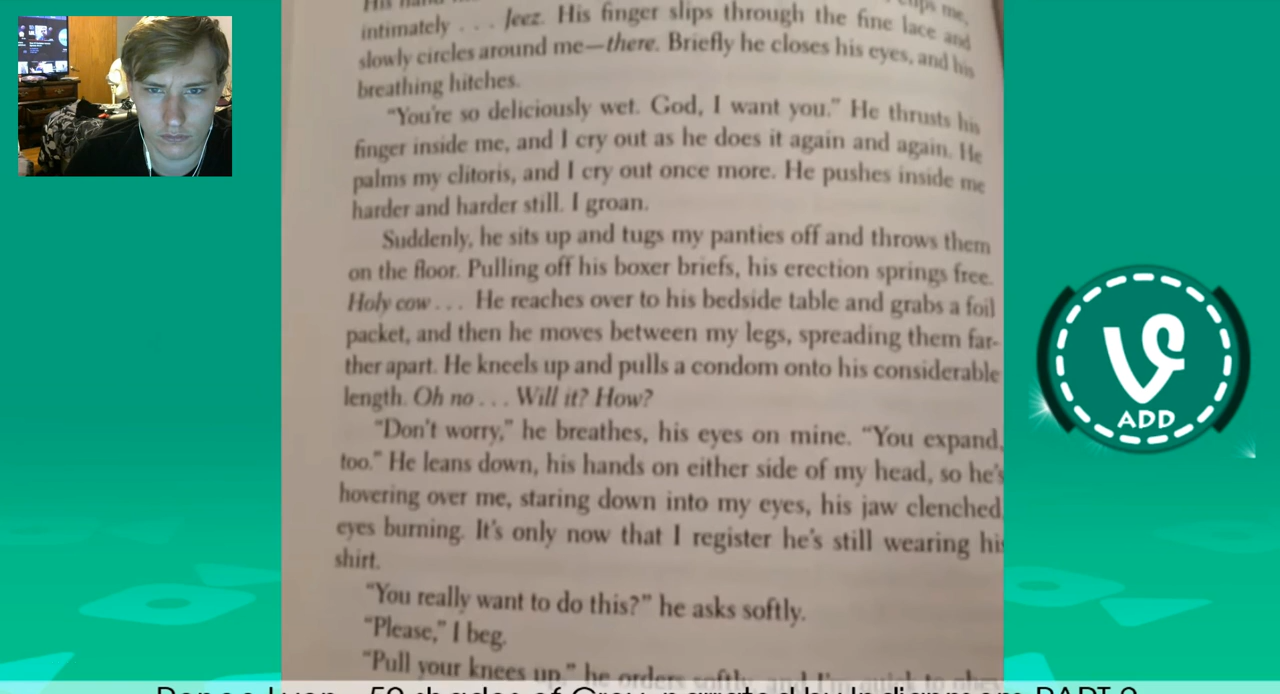 intimately . . . Jeez. His finger slips through the fine lace and
slowly circles around me—there. Briefly he closes his eyes, and his
breathing hitches.
"You're so deliciously wet. God, I want you." He thrusts his
finger inside me, and I cry out as he does it again and again. He
palms my clitoris, and I cry out once more. He pushes inside me
harder and harder still. I groan.
Suddenly, he sits up and tugs my panties off and throws them
on the floor. Pulling off his boxer briefs, his erection springs free.
Holy cow . . . He reaches over to his bedside table and grabs a foil
packet, and then he moves between my legs, spreading them far-
ther apart. He kneels up and pulls a condom onto his considerable
length. Oh no . . . Will it? How?
"Don't worry," he breathes, his eyes on mine. "You expand,
too." He leans down, his hands on either side of my head, so he's
hovering over me, staring down into my eyes, his jaw clenched,
eyes burning. It's only now that I register he's still wearing his
shirt.
"You really want to do this?" he asks softly.
"Please," I beg.
"Pull your knees up," he orders softly, and I'm quick to obey
ADD